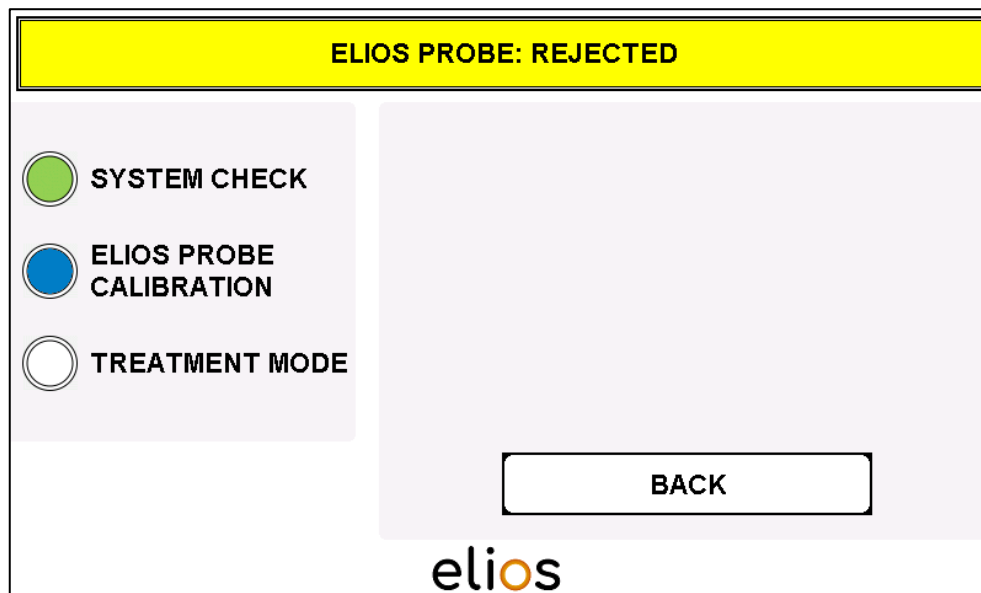 ELIOS PROBE: REJECTED
SYSTEM CHECK
ELIOS PROBE
CALIBRATION
TREATMENT MODE
BACK
elios